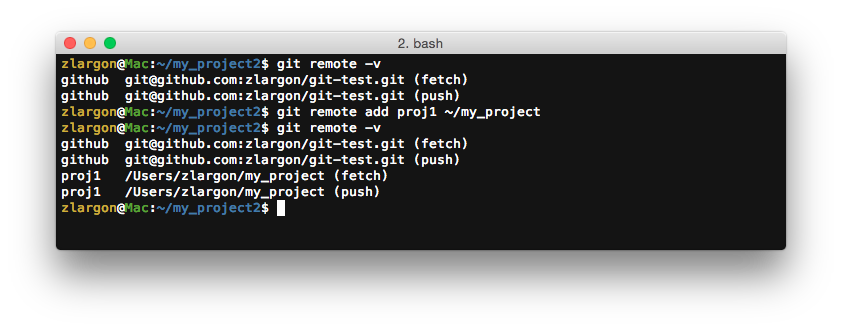 2. bash
zlargon@Mac:~/my_project2$ git remote -v
github  git@github.com:zlargon/git-test.git (fetch)
github  git@github.com:zlargon/git-test.git (push)
zlargon@Mac:~/my_project2$ git remote add proj1 ~/my_project
zlargon@Mac:~/my_project2$ git remote -v
github  git@github.com:zlargon/git-test.git (fetch)
github  git@github.com:zlargon/git-test.git (push)
proj1   /Users/zlargon/my_project (fetch)
proj1   /Users/zlargon/my_project (push)
zlargon@Mac:~/my_project2$